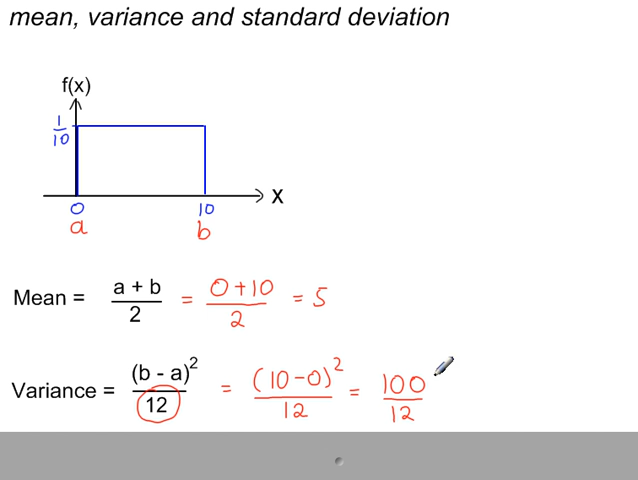 mean, variance and standard deviation
f(x)
1/10
X
0 10
a b
Mean = a + b / 2 = 0 + 10 / 2 = 5
Variance = (b - a)² / 12 = (10 - 0)² / 12 = 100 / 12